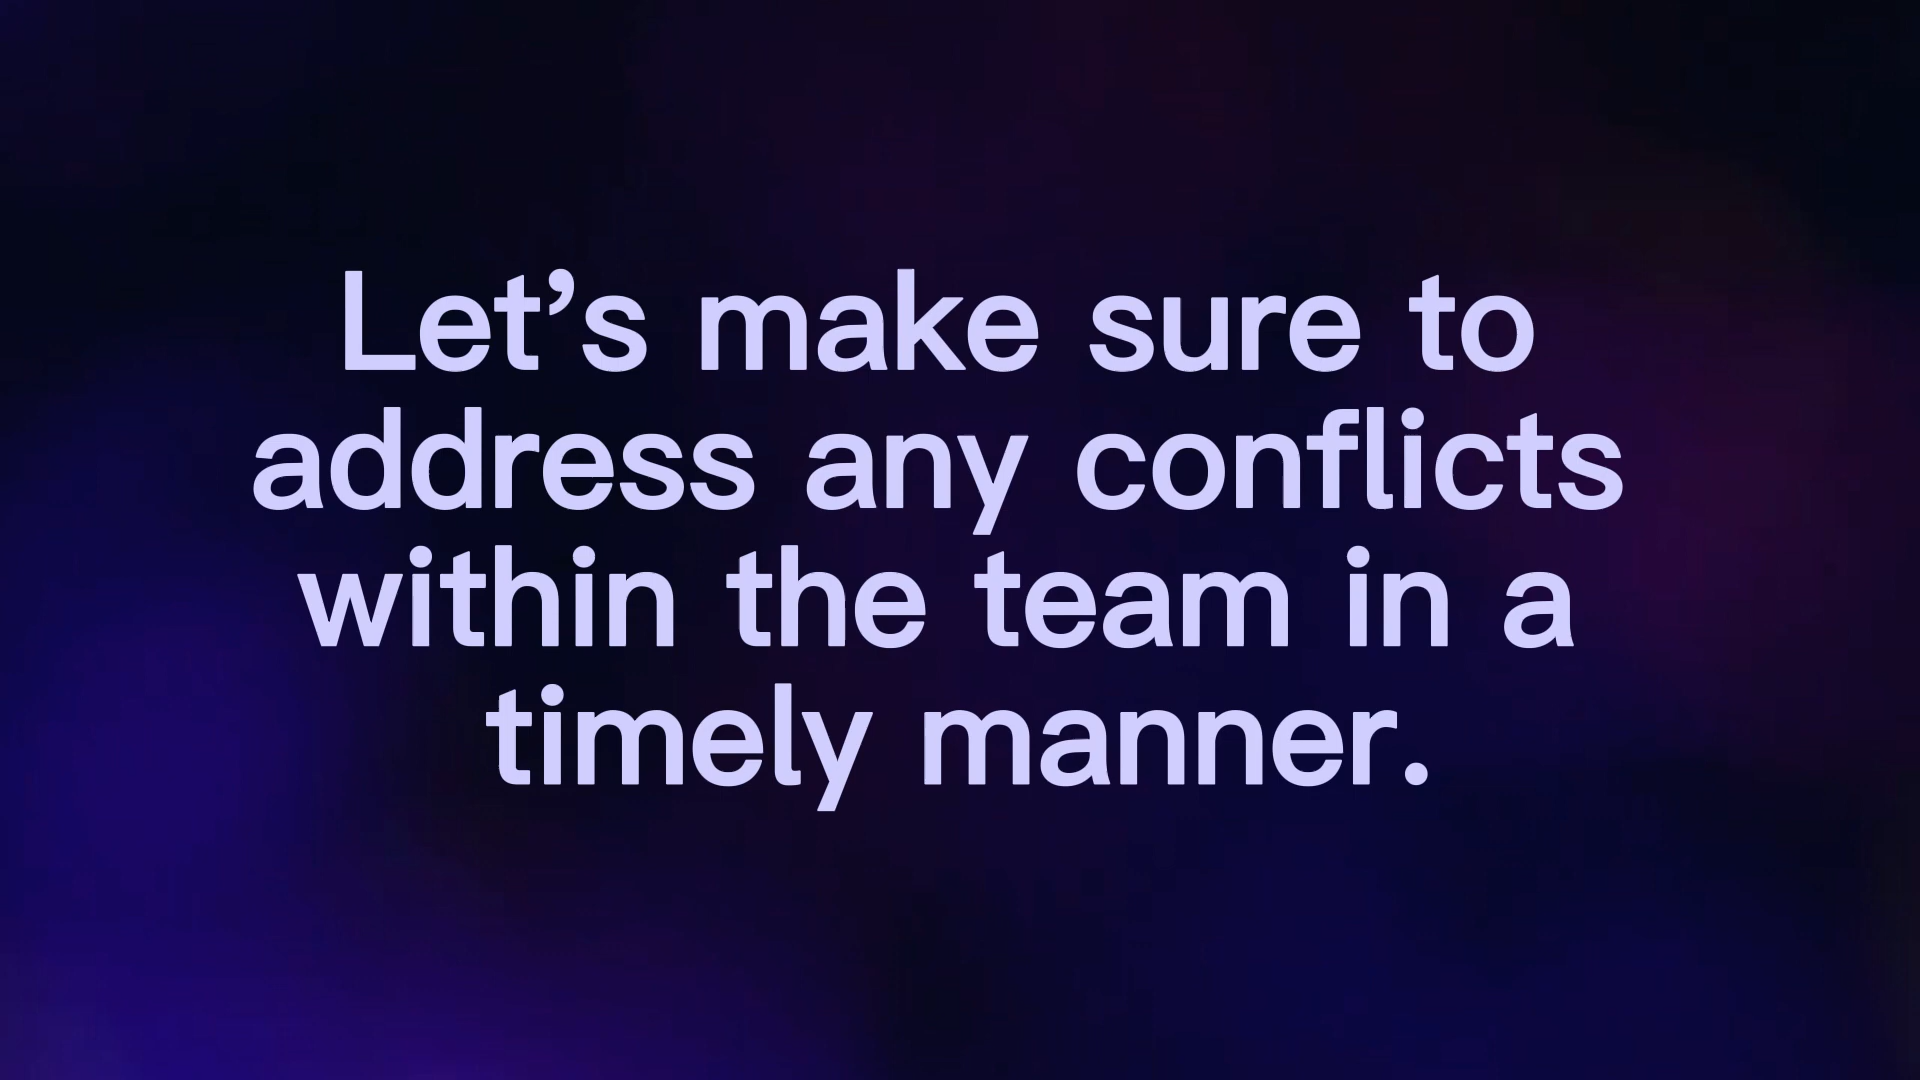 Let’s make sure to
address any conflicts
within the team in a
timely manner.